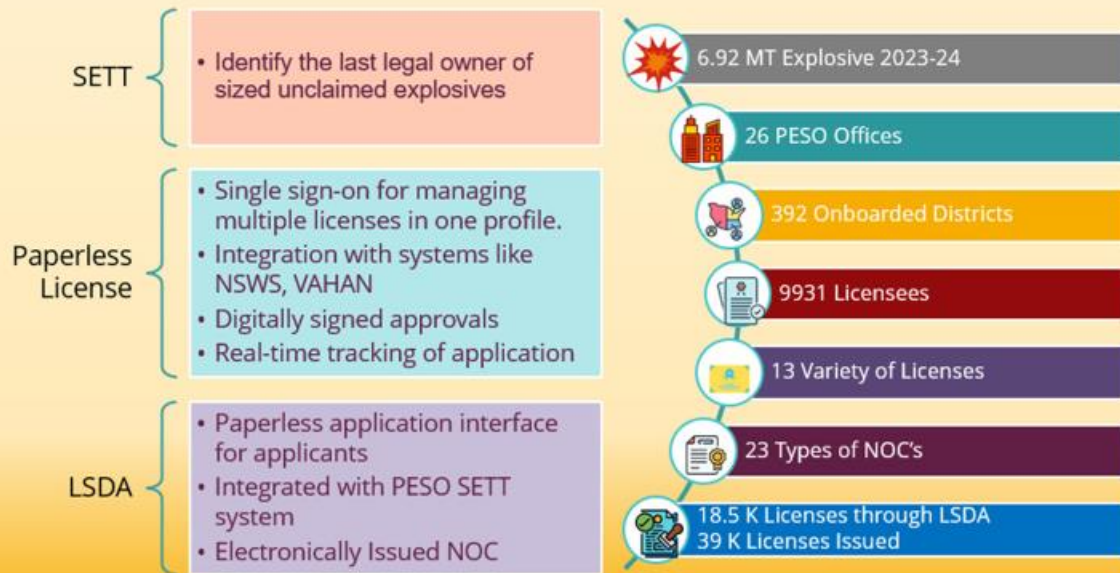 SETT
• Identify the last legal owner of
sized unclaimed explosives
Paperless
License
• Single sign-on for managing
multiple licenses in one profile.
• Integration with systems like
NSWS, VAHAN
• Digitally signed approvals
• Real-time tracking of application
LSDA
• Paperless application interface
for applicants
• Integrated with PESO SETT
system
• Electronically Issued NOC
6.92 MT Explosive 2023-24
26 PESO Offices
392 Onboarded Districts
9931 Licensees
13 Variety of Licenses
23 Types of NOC's
18.5 K Licenses through LSDA
39 K Licenses Issued